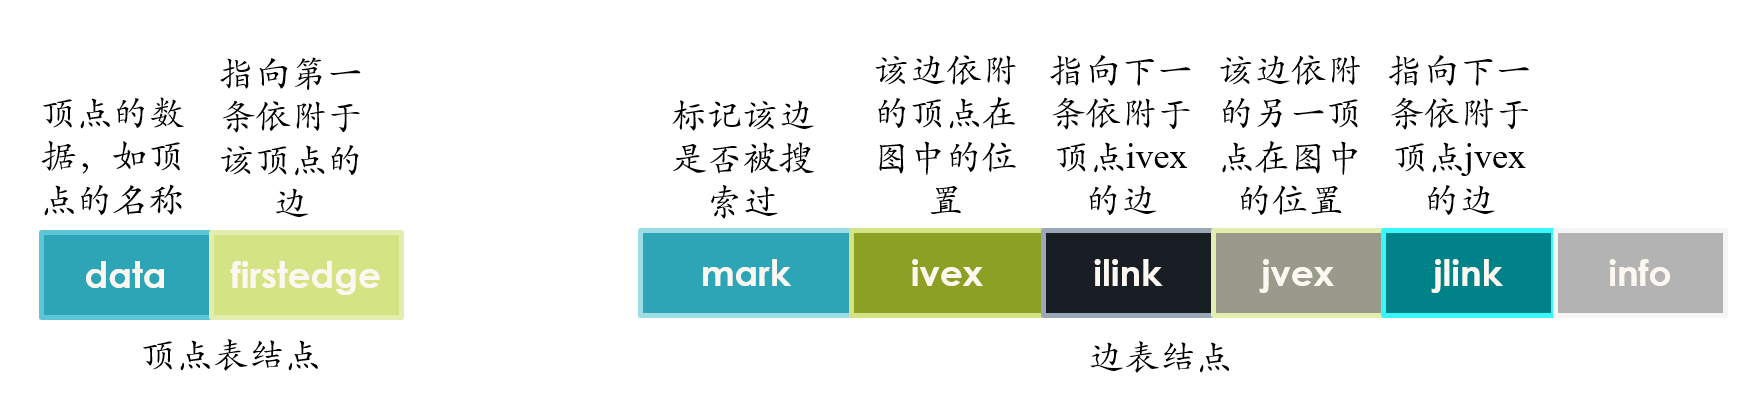 顶点的数
据，如顶
点的名称
指向第一
条依附于
该顶点的
边
data
firstedge
顶点表结点
标记该边
是否被搜
索过
该边依附
的顶点在
图中的位
置
指向下一
条依附于
顶点ivex
的边
该边依附
的另一顶
点在图中
的位置
指向下一
条依附于
顶点jvex
的边
mark
ivex
ilink
jvex
jlink
info
边表结点